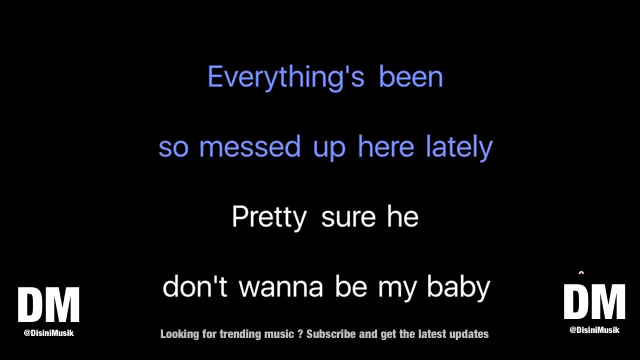 Everything's been
so messed up here lately
Pretty sure he
don't wanna be my baby
DM
@DisiniMusik
DM
@DisiniMusik
Looking for trending music ? Subscribe and get the latest updates